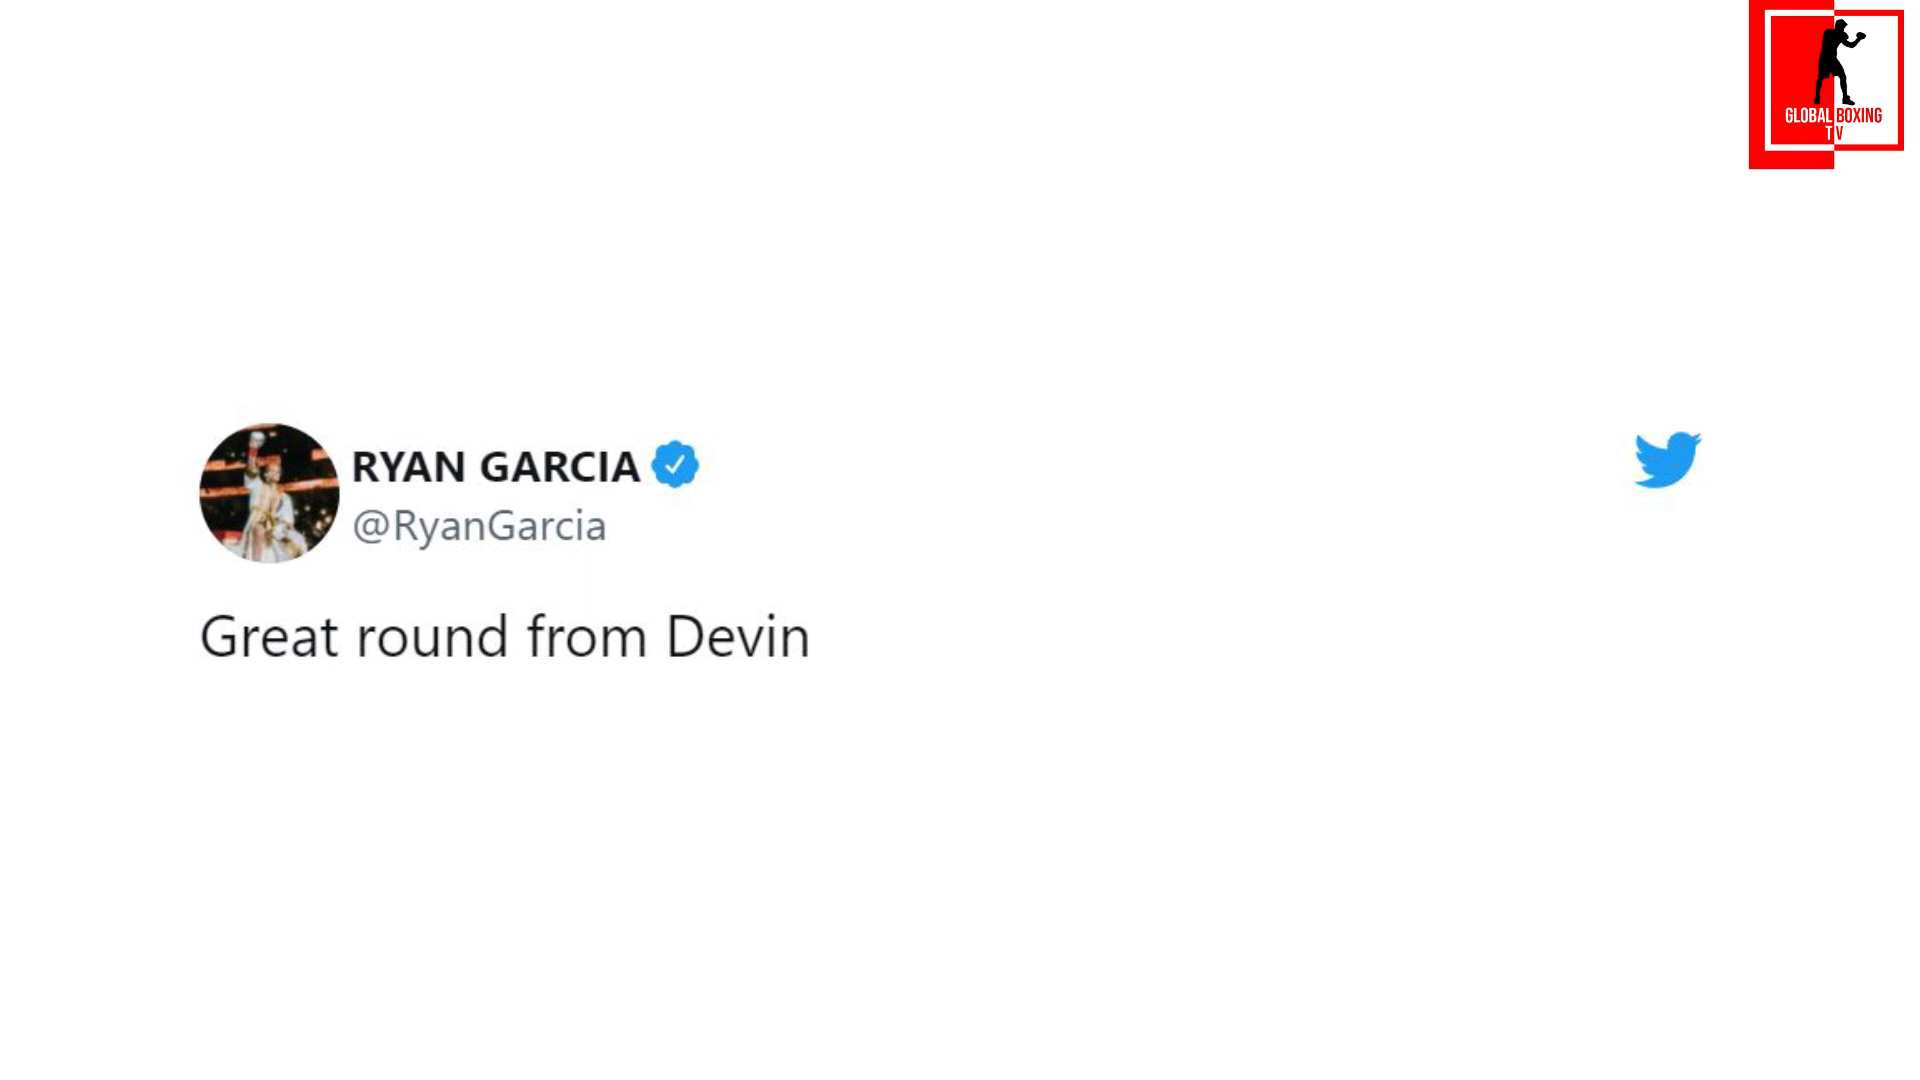 GLOBAL BOXING
TV
RYAN GARCIA
@RyanGarcia
Great round from Devin